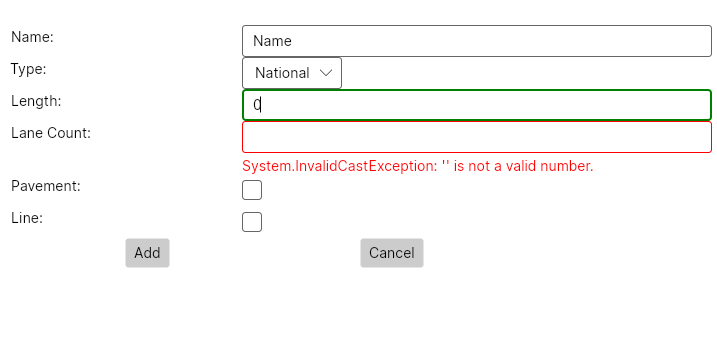 Name: Name
Type: National
Length: 0
Lane Count:
System.InvalidCastException: '' is not a valid number.
Pavement:
Line:
Add Cancel